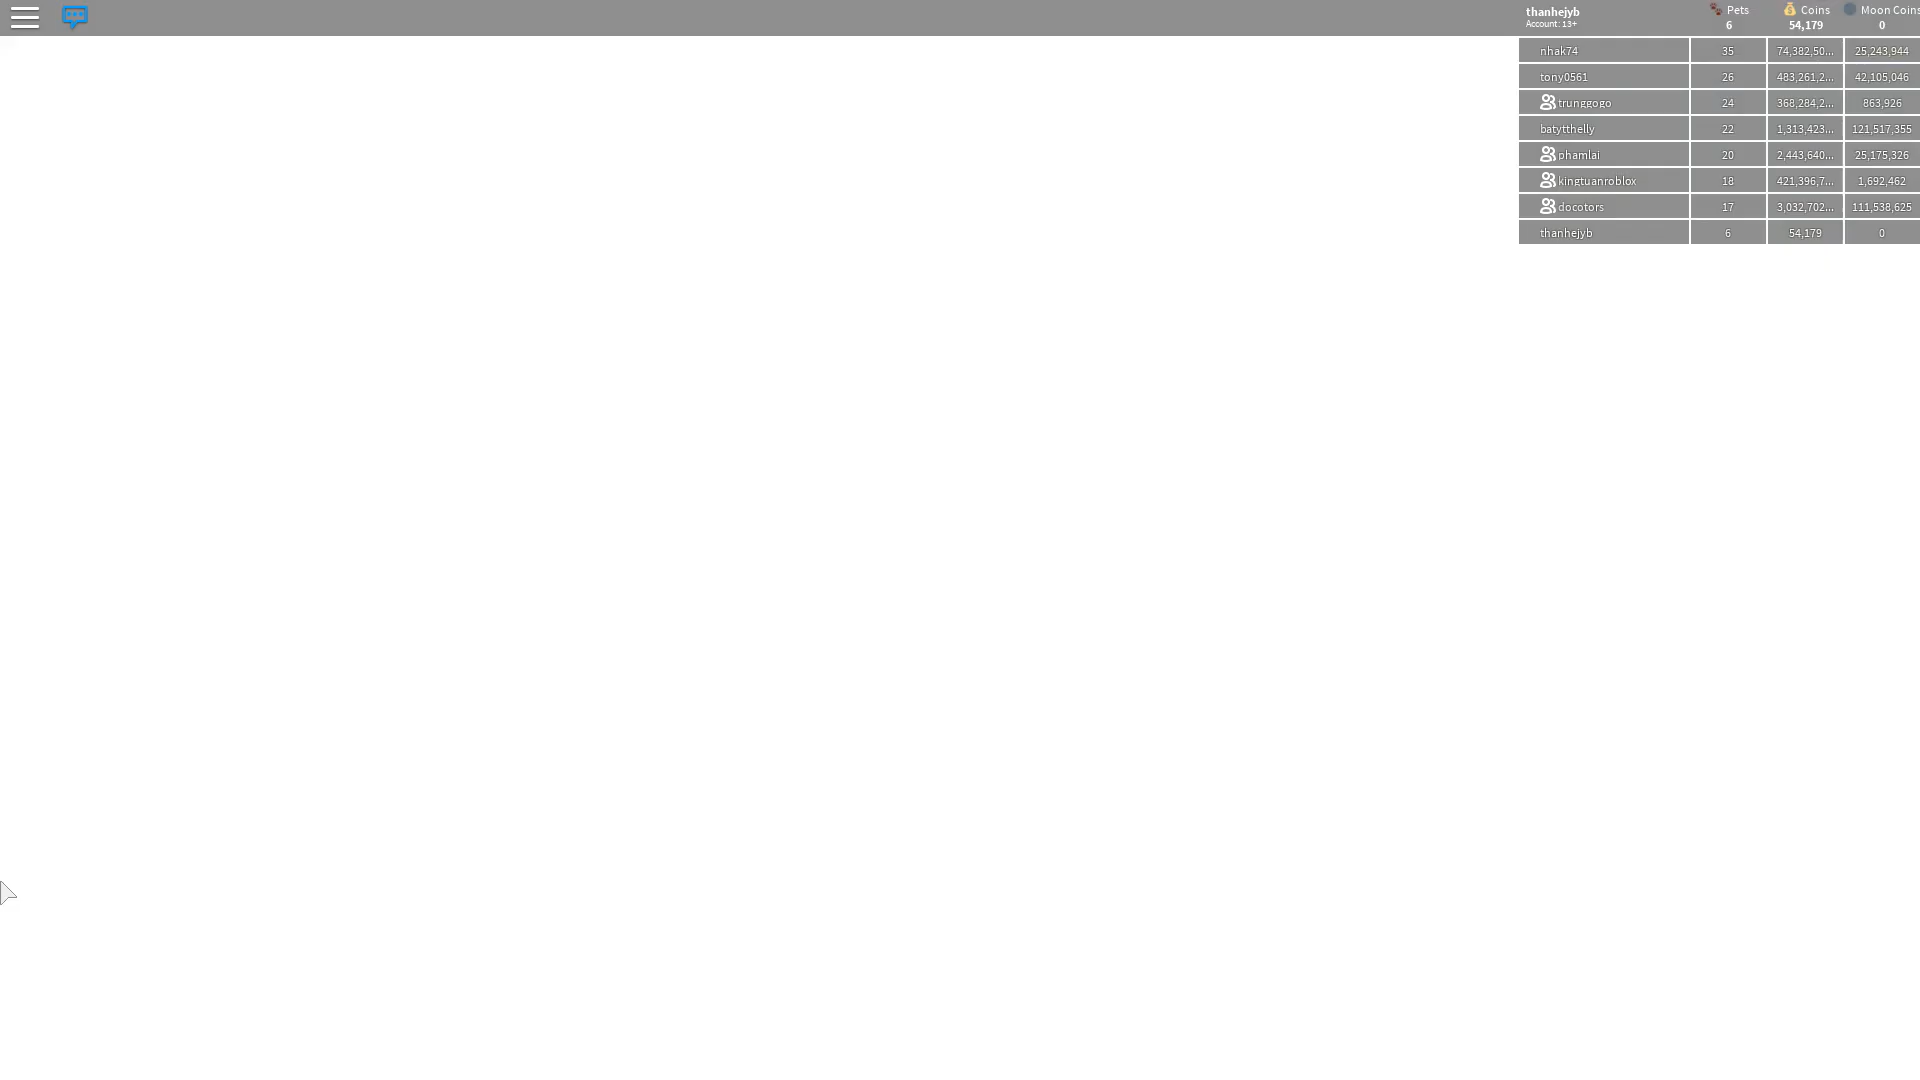 thanhejyb Pets Coins Moon Coins
Account: 13+ 6 54,179 0
nhak74 35 74,382,50... 25,243,944
tony0561 26 483,261,2... 42,105,046
trunggogo 24 368,284,2... 863,926
batytthelly 22 1,313,423... 121,517,355
phamlai 20 2,443,640... 25,175,326
kingtuanroblox 18 421,396,7... 1,692,462
docotors 17 3,032,702... 111,538,625
thanhejyb 6 54,179 0